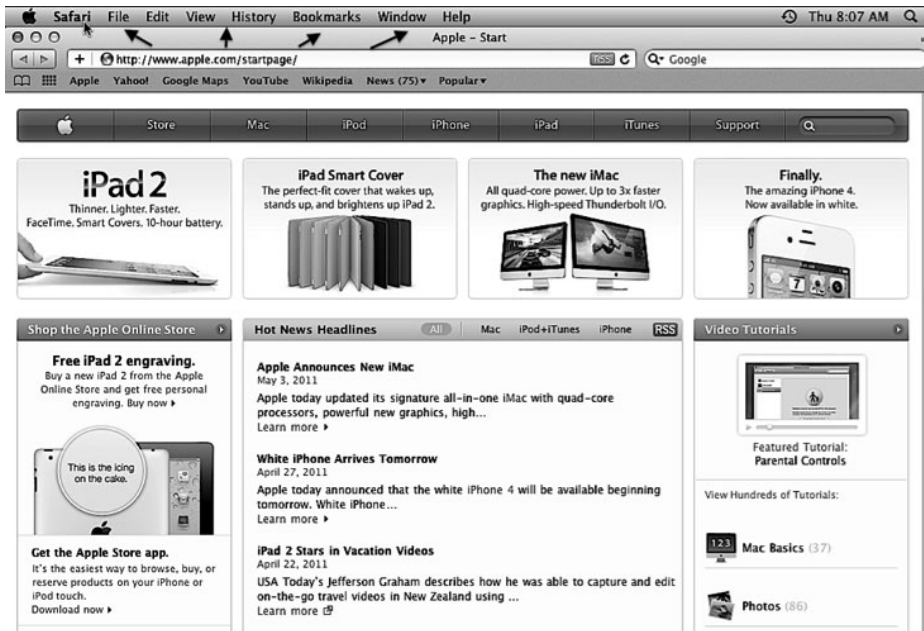 Safari File Edit View History Bookmarks Window Help Thu 8:07 AM
Apple – Start
http://www.apple.com/startpage/ RSS Google
Apple Yahoo! Google Maps YouTube Wikipedia News (75) Popular
Store Mac iPod iPhone iPad iTunes Support
iPad 2
Thinner. Lighter. Faster.
FaceTime. Smart Covers. 10-hour battery.
iPad Smart Cover
The perfect-fit cover that wakes up,
stands up, and brightens up iPad 2.
The new iMac
All quad-core power. Up to 3x faster
graphics. High-speed Thunderbolt I/O.
Finally.
The amazing iPhone 4.
Now available in white.
Shop the Apple Online Store
Free iPad 2 engraving.
Buy a new iPad 2 from the Apple
Online Store and get free personal
engraving. Buy now
This is the icing
on the cake.
Get the Apple Store app.
It's the easiest way to browse, buy, or
reserve products on your iPhone or
iPod touch.
Download now
Hot News Headlines All Mac iPod+iTunes iPhone RSS
Apple Announces New iMac
May 3, 2011
Apple today updated its signature all-in-one iMac with quad-core
processors, powerful new graphics, high...
Learn more
White iPhone Arrives Tomorrow
April 27, 2011
Apple today announced that the white iPhone 4 will be available beginning
tomorrow. White iPhone...
Learn more
iPad 2 Stars in Vacation Videos
April 22, 2011
USA Today's Jefferson Graham describes how he was able to capture and edit
on-the-go travel videos in New Zealand using ...
Learn more
Video Tutorials
Featured Tutorial:
Parental Controls
View Hundreds of Tutorials:
123
Mac Basics (37)
Photos (86)